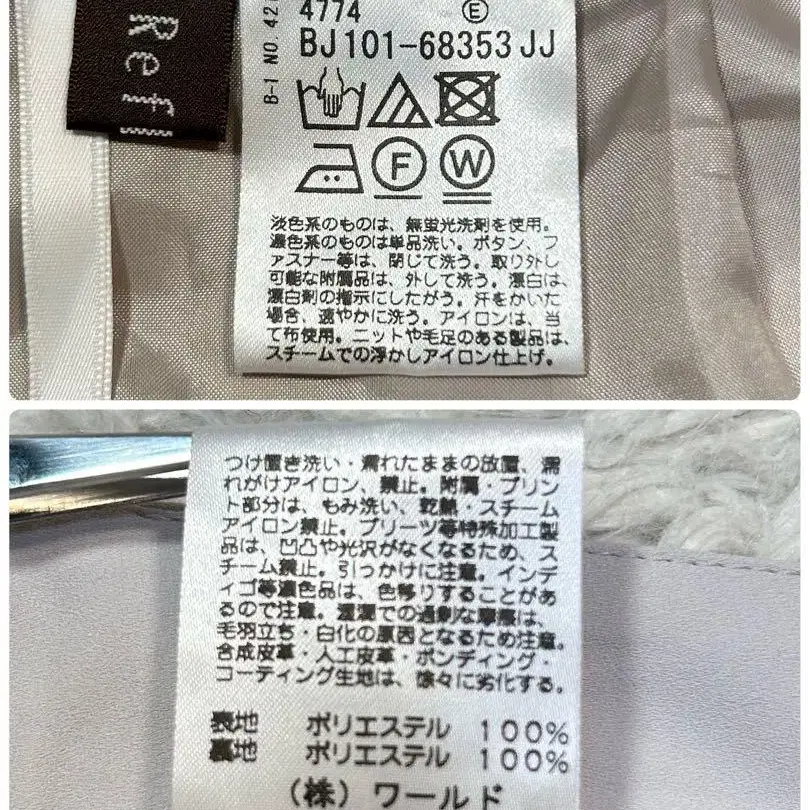 Refl
B-1 NO.42
4774
E
BJ101-68353 JJ
F
W
淡色系のものは、無蛍光洗剤を使用。
濃色系のものは単品洗い。ボタン、フ
ァスナー等は、閉じて洗う。取り外し
可能な附属品は、外して洗う。漂白は、
漂白剤の指示にしたがう。汗をかいた
場合、速やかに洗う。アイロンは、当
て布使用。ニットや毛足のある製品は、
スチームでの浮かしアイロン仕上げ。
つけ置き洗い・濡れたままの放置、濡
れがけアイロン、禁止。附属・プリン
ト部分は、もみ洗い、乾熱・スチーム
アイロン禁止。プリーツ等特殊加工製
品は、凹凸や光沢がなくなるため、ス
チーム禁止。引っかけに注意。インデ
ィゴ等濃色品は、色移りすることがあ
るので注意。湿潤での過剰な摩擦は、
毛羽立ち・白化の原因となるため注意。
合成皮革・人工皮革・ボンディング・
コーティング生地は、徐々に劣化する。
表地 ポリエステル 100%
裏地 ポリエステル 100%
(株) ワールド